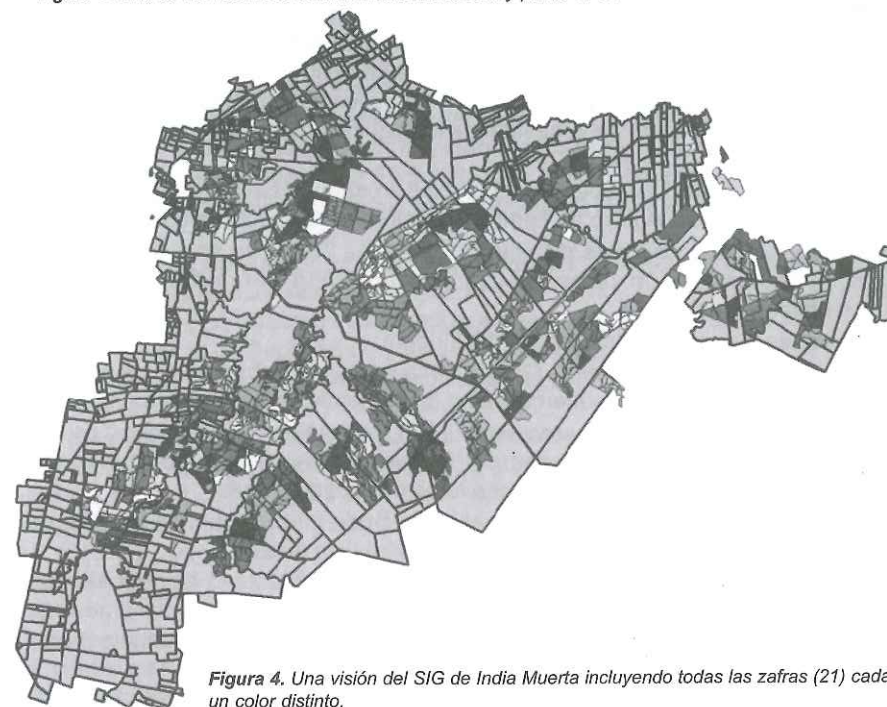 Figura 4. Una visión del SIG de India Muerta incluyendo todas las zafras (21) cada
un color distinto.